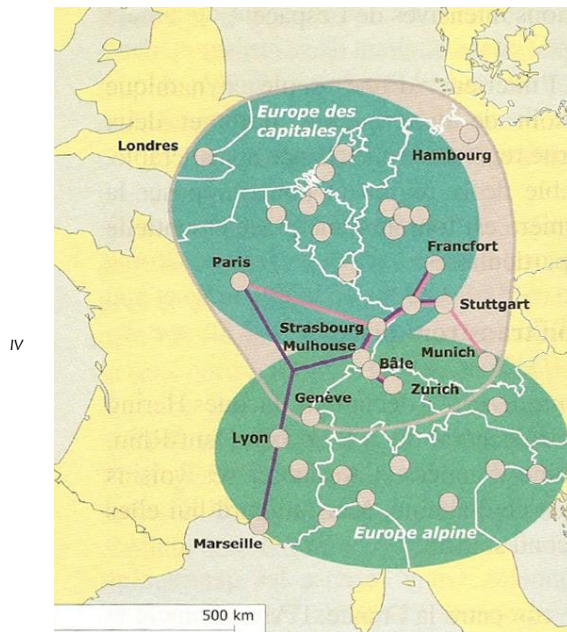 Europe des
capitales
Londres
Hambourg
Francfort
Paris
Stuttgart
Strasbourg
Mulhouse
IV
Munich
Bâle
Zurich
Genève
Lyon
Europe alpine
Marseille
500 km